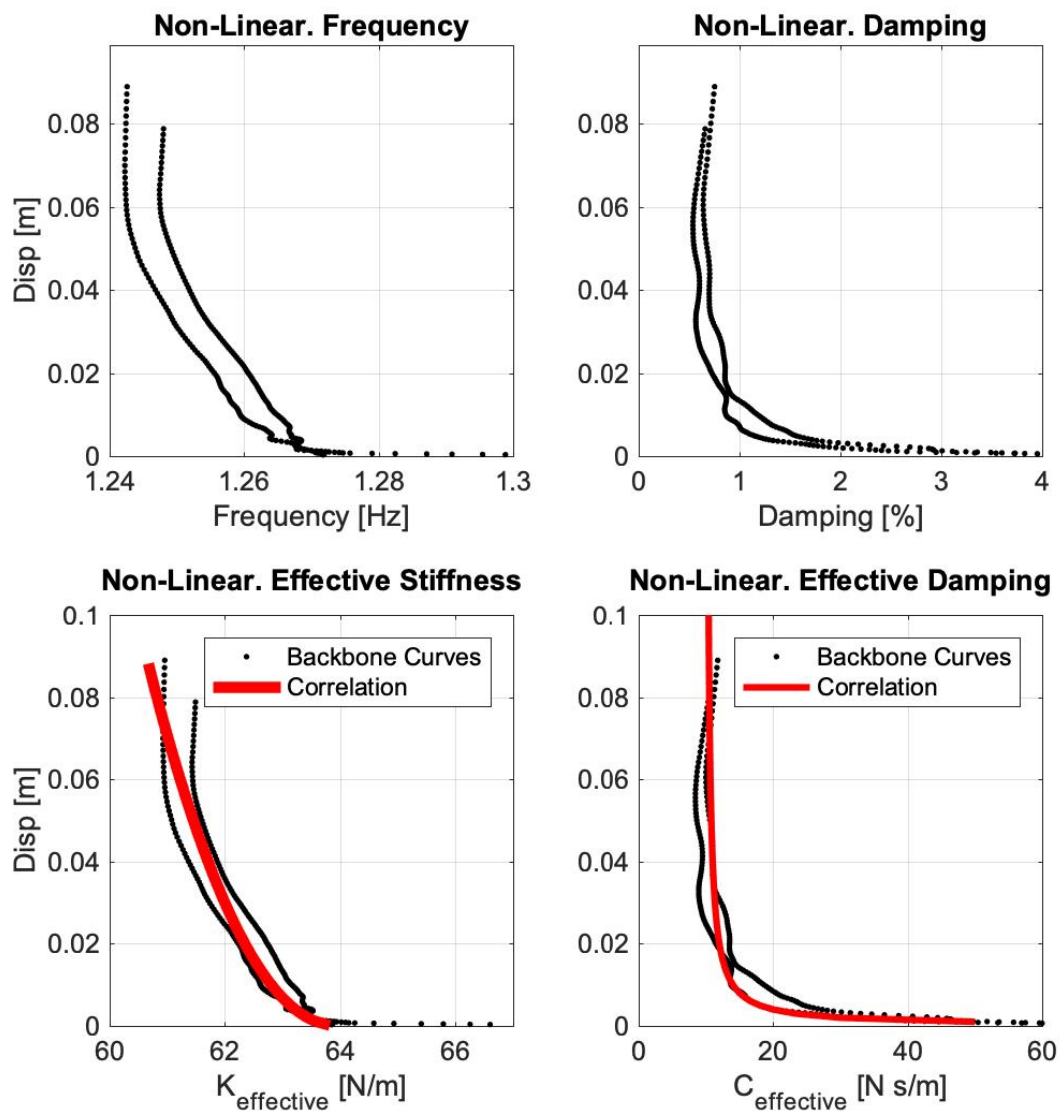 Non-Linear. Frequency
Disp [m]
0.08
0.06
0.04
0.02
0
1.24 1.26 1.28 1.3
Frequency [Hz]
Non-Linear. Damping
0.08
0.06
0.04
0.02
0
0 1 2 3 4
Damping [%]
Non-Linear. Effective Stiffness
Disp [m]
0.1
0.08
0.06
0.04
0.02
0
Backbone Curves
Correlation
60 62 64 66
K_effective [N/m]
Non-Linear. Effective Damping
0.1
0.08
0.06
0.04
0.02
0
Backbone Curves
Correlation
0 20 40 60
C_effective [N s/m]